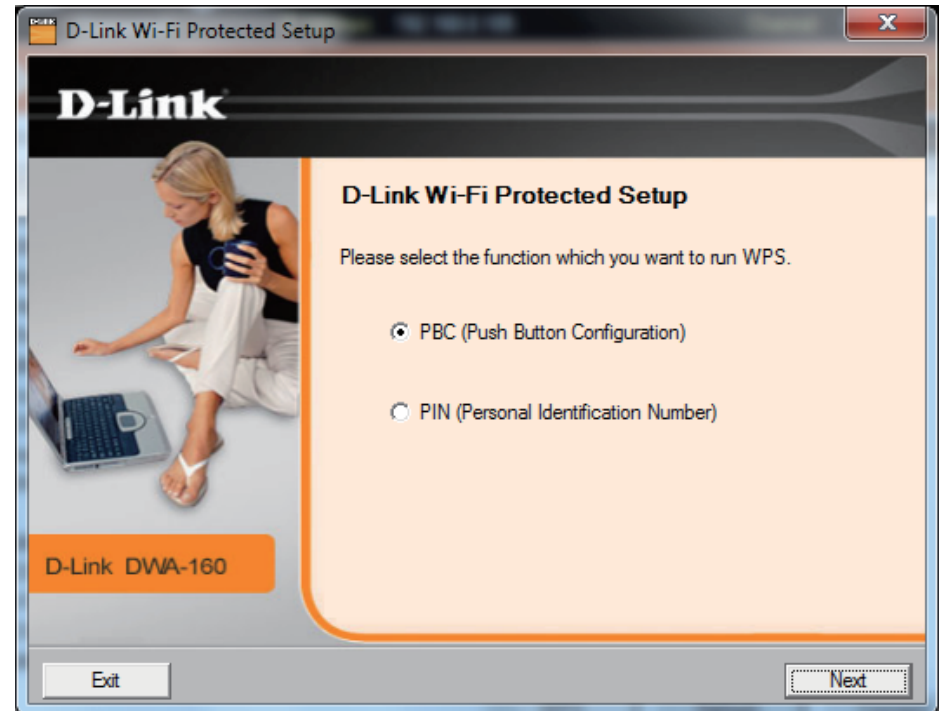 D-Link Wi-Fi Protected Setup
D-Link
D-Link Wi-Fi Protected Setup
Please select the function which you want to run WPS.
PBC (Push Button Configuration)
PIN (Personal Identification Number)
D-Link DWA-160
Exit
Next